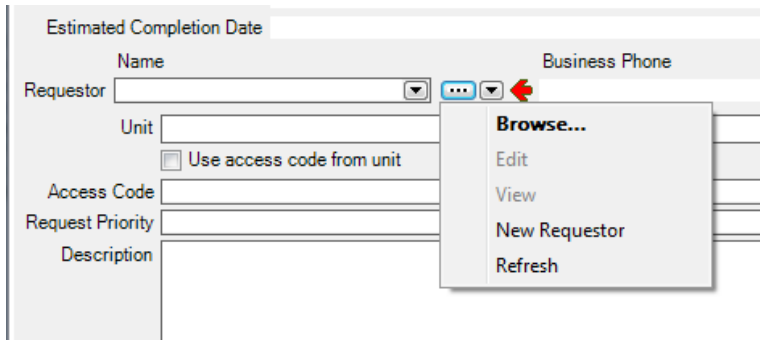 Estimated Completion Date
Name Business Phone
Requestor
Unit
Use access code from unit
Access Code
Request Priority
Description
Browse...
Edit
View
New Requestor
Refresh